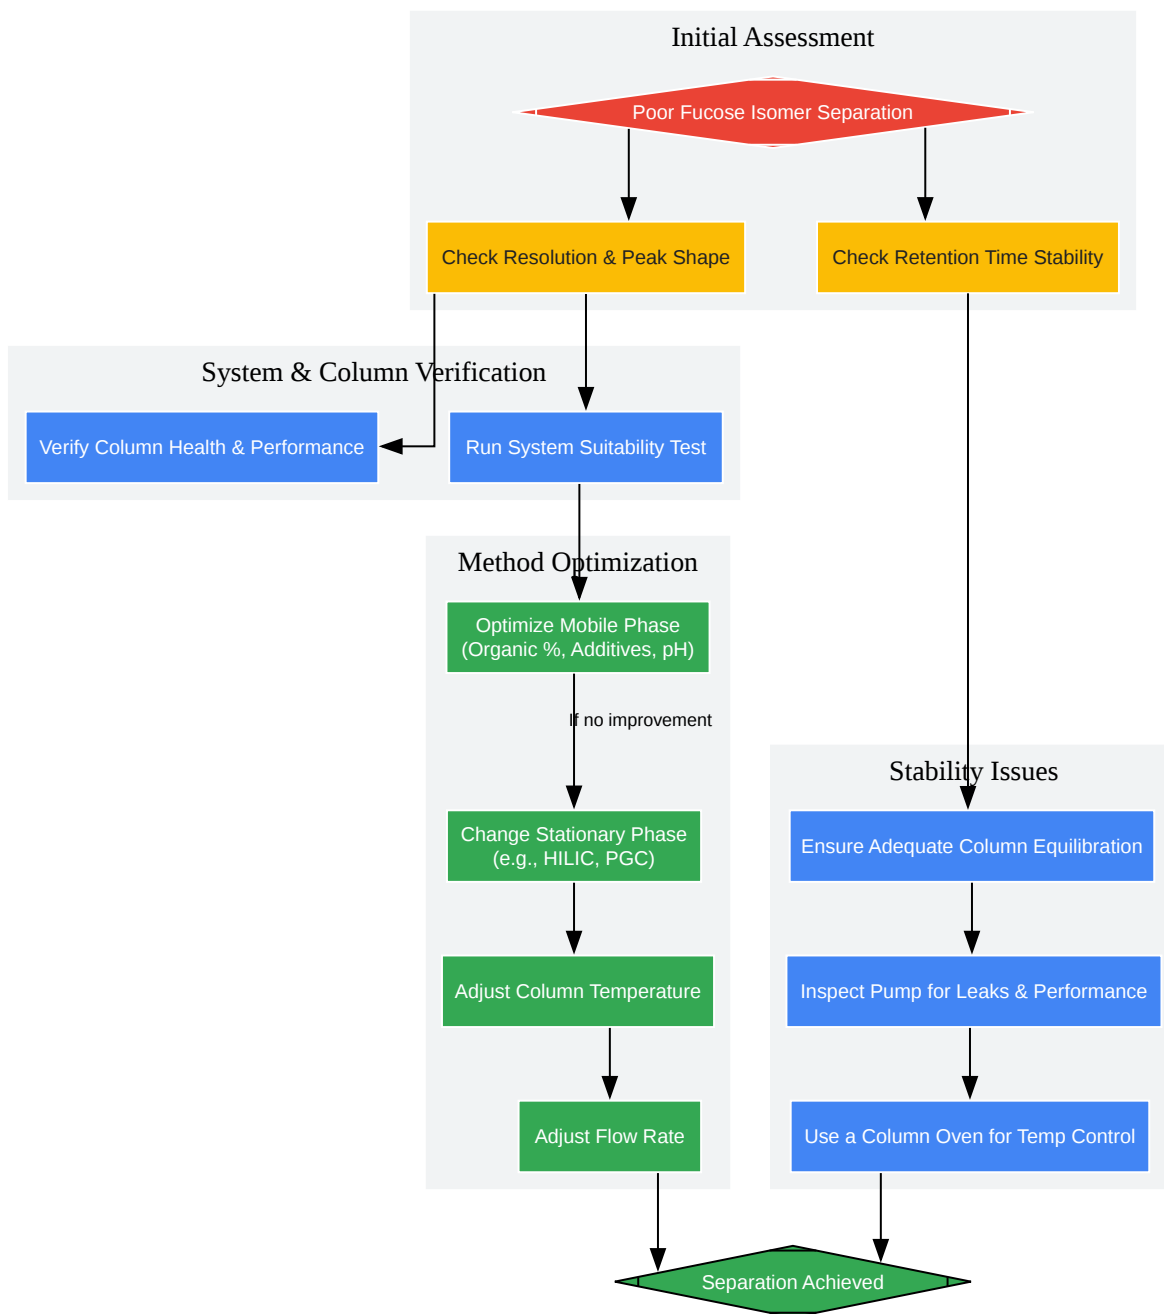 Initial Assessment
Poor Fucose Isomer Separation
Check Resolution & Peak Shape
Check Retention Time Stability
System & Column Verification
Verify Column Health & Performance
Run System Suitability Test
Method Optimization
Optimize Mobile Phase
(Organic %, Additives, pH)
If no improvement
Change Stationary Phase
(e.g., HILIC, PGC)
Adjust Column Temperature
Adjust Flow Rate
Stability Issues
Ensure Adequate Column Equilibration
Inspect Pump for Leaks & Performance
Use a Column Oven for Temp Control
Separation Achieved